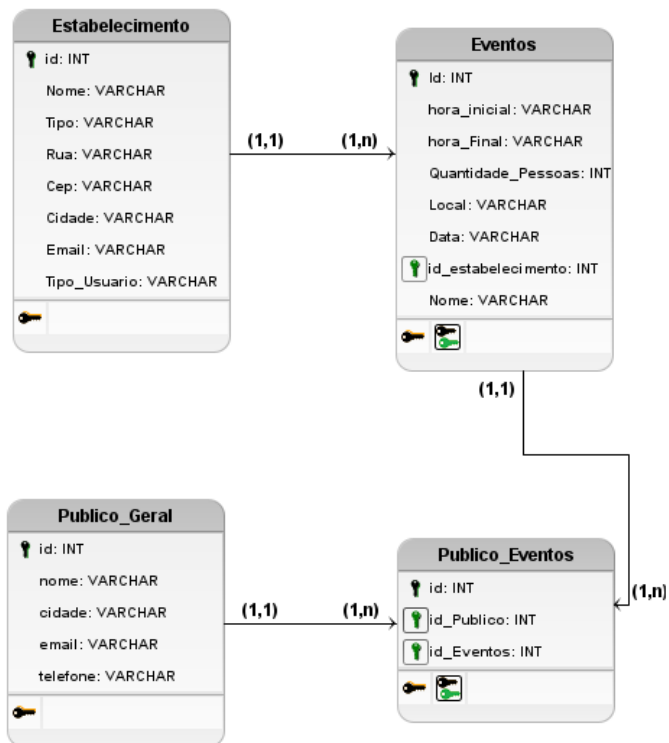 Estabelecimento
id: INT
Nome: VARCHAR
Tipo: VARCHAR
Rua: VARCHAR
Cep: VARCHAR
Cidade: VARCHAR
Email: VARCHAR
Tipo_Usuario: VARCHAR
(1,1)
(1,n)
Eventos
Id: INT
hora_inicial: VARCHAR
hora_Final: VARCHAR
Quantidade_Pessoas: INT
Local: VARCHAR
Data: VARCHAR
id_estabelecimento: INT
Nome: VARCHAR
(1,1)
(1,n)
Publico_Geral
id: INT
nome: VARCHAR
cidade: VARCHAR
email: VARCHAR
telefone: VARCHAR
(1,1)
(1,n)
Publico_Eventos
id: INT
id_Publico: INT
id_Eventos: INT